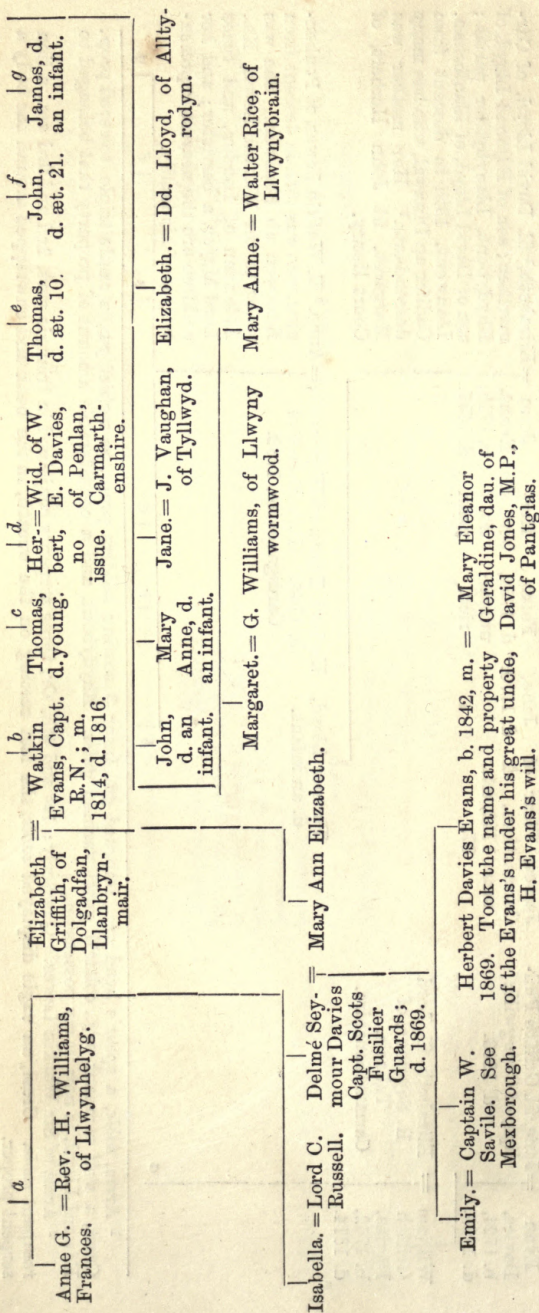 a
Anne G. = Rev. H. Williams,
Frances. of Llwynhelyg.
Elizabeth =
Griffith, of
Dolgadfan,
Llanbryn-
mair.
b
Watkin
Evans, Capt.
R.N.; m.
1814, d. 1816.
c
Thomas,
d. young.
d
Her-
bert,
no
issue.
= Wid. of W.
E. Davies,
of Penlan,
Carmarth-
enshire.
e
Thomas,
d. æt. 10.
f
John,
d. æt. 21.
g
James, d.
an infant.
John,
d. an
infant.
Mary
Anne, d.
an infant.
Jane. = J. Vaughan,
of Tyllwyd.
Elizabeth. = Dd. Lloyd, of Allty-
rodyn.
Margaret. = G. Williams, of Llwyny
wormwood.
Mary Anne. = Walter Rice, of
Llwynybrain.
Isabella. = Lord C.
Russell.
Delmé Sey-
mour Davies
Capt. Scots
Fusilier
Guards;
d. 1869.
= Mary Ann Elizabeth.
Emily. = Captain W.
Savile. See
Mexborough.
Herbert Davies Evans, b. 1842, m. =
1869. Took the name and property
of the Evans's under his great uncle,
H. Evans's will.
Mary Eleanor
Geraldine, dau. of
David Jones, M.P.,
of Pantglas.